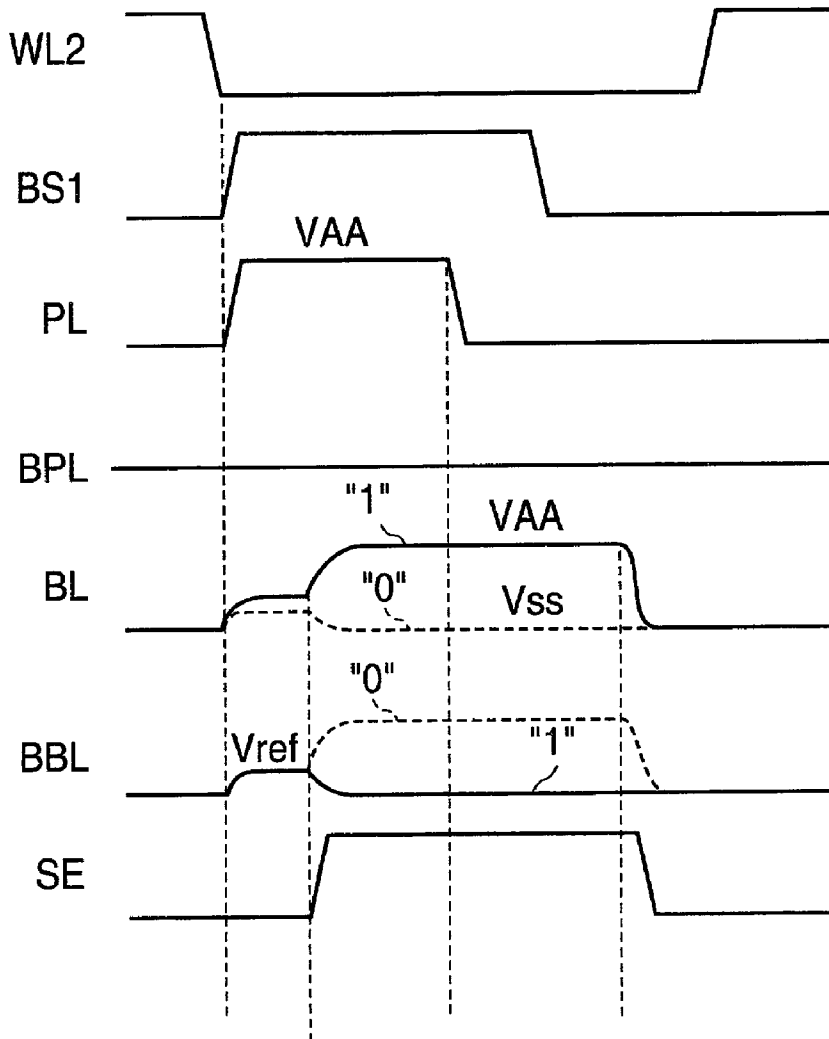 WL2
BS1
VAA
PL
BPL
"1"
VAA
BL
"0"
Vss
"0"
BBL
Vref
"1"
SE